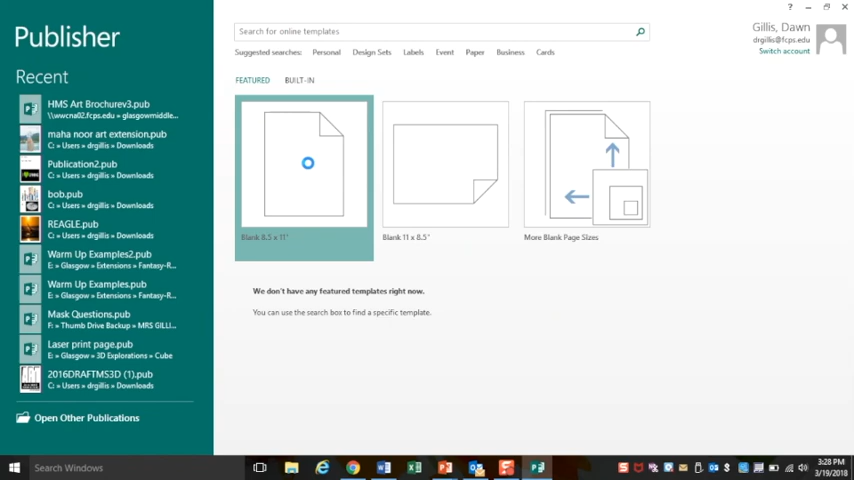 Publisher
Recent
HMS Art Brochurev3.pub
\\wwcna02.fcps.edu » glasgowmiddle...
maha noor art extension.pub
C: » Users » drgillis » Downloads
Publication2.pub
C: » Users » drgillis » Downloads
bob.pub
C: » Users » drgillis » Downloads
REAGLE.pub
C: » Users » drgillis » Downloads
Warm Up Examples2.pub
E: » Glasgow » Extensions » Fantasy-R...
Warm Up Examples.pub
E: » Glasgow » Extensions » Fantasy-R...
Mask Questions.pub
F: » Thumb Drive Backup » MRS GILLI...
Laser print page.pub
E: » Glasgow » 3D Explorations » Cube
2016DRAFTMS3D (1).pub
C: » Users » drgillis » Downloads
Open Other Publications
Search for online templates
Suggested searches: Personal Design Sets Labels Event Paper Business Cards
Gillis, Dawn
drgillis@fcps.edu
Switch account
FEATURED BUILT-IN
Blank 8.5 x 11"
Blank 11 x 8.5"
More Blank Page Sizes
We don't have any featured templates right now.
You can use the search box to find a specific template.
Search Windows
3:28 PM
3/19/2018